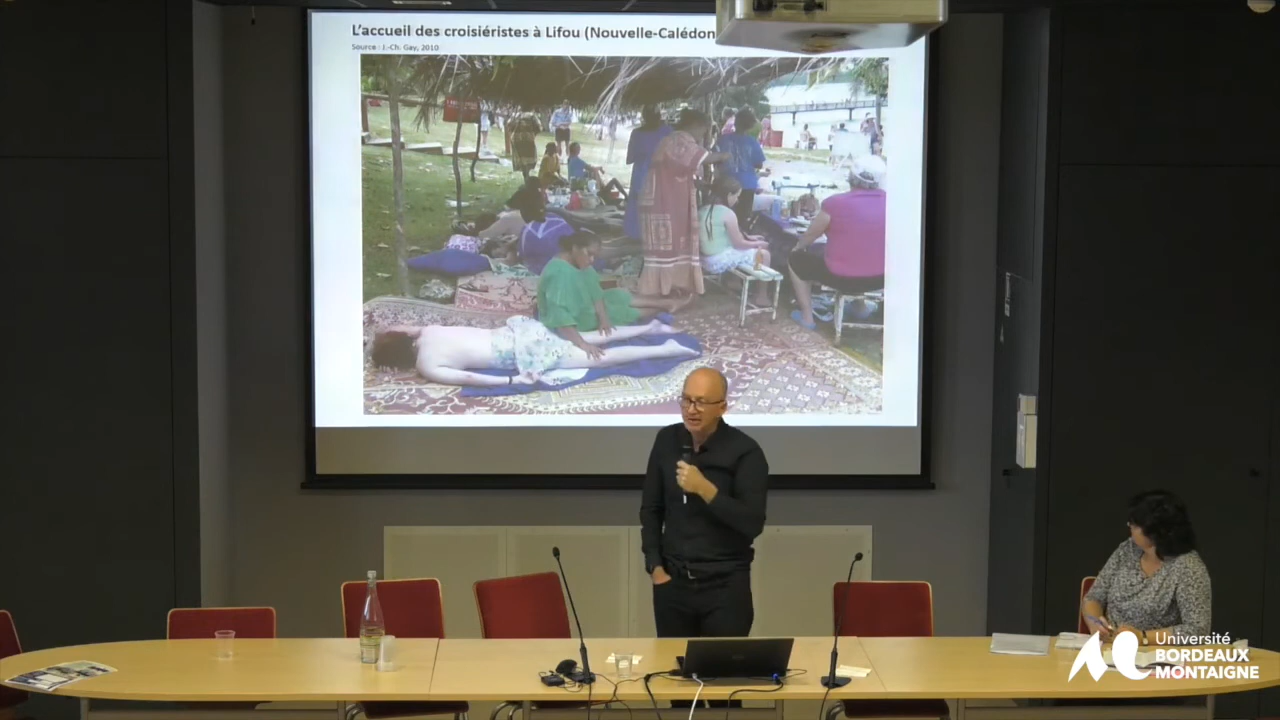 L'accueil des croisiéristes à Lifou (Nouvelle-Calédon
Source : J.-Ch. Gay, 2010
Université
BORDEAUX
MONTAIGNE